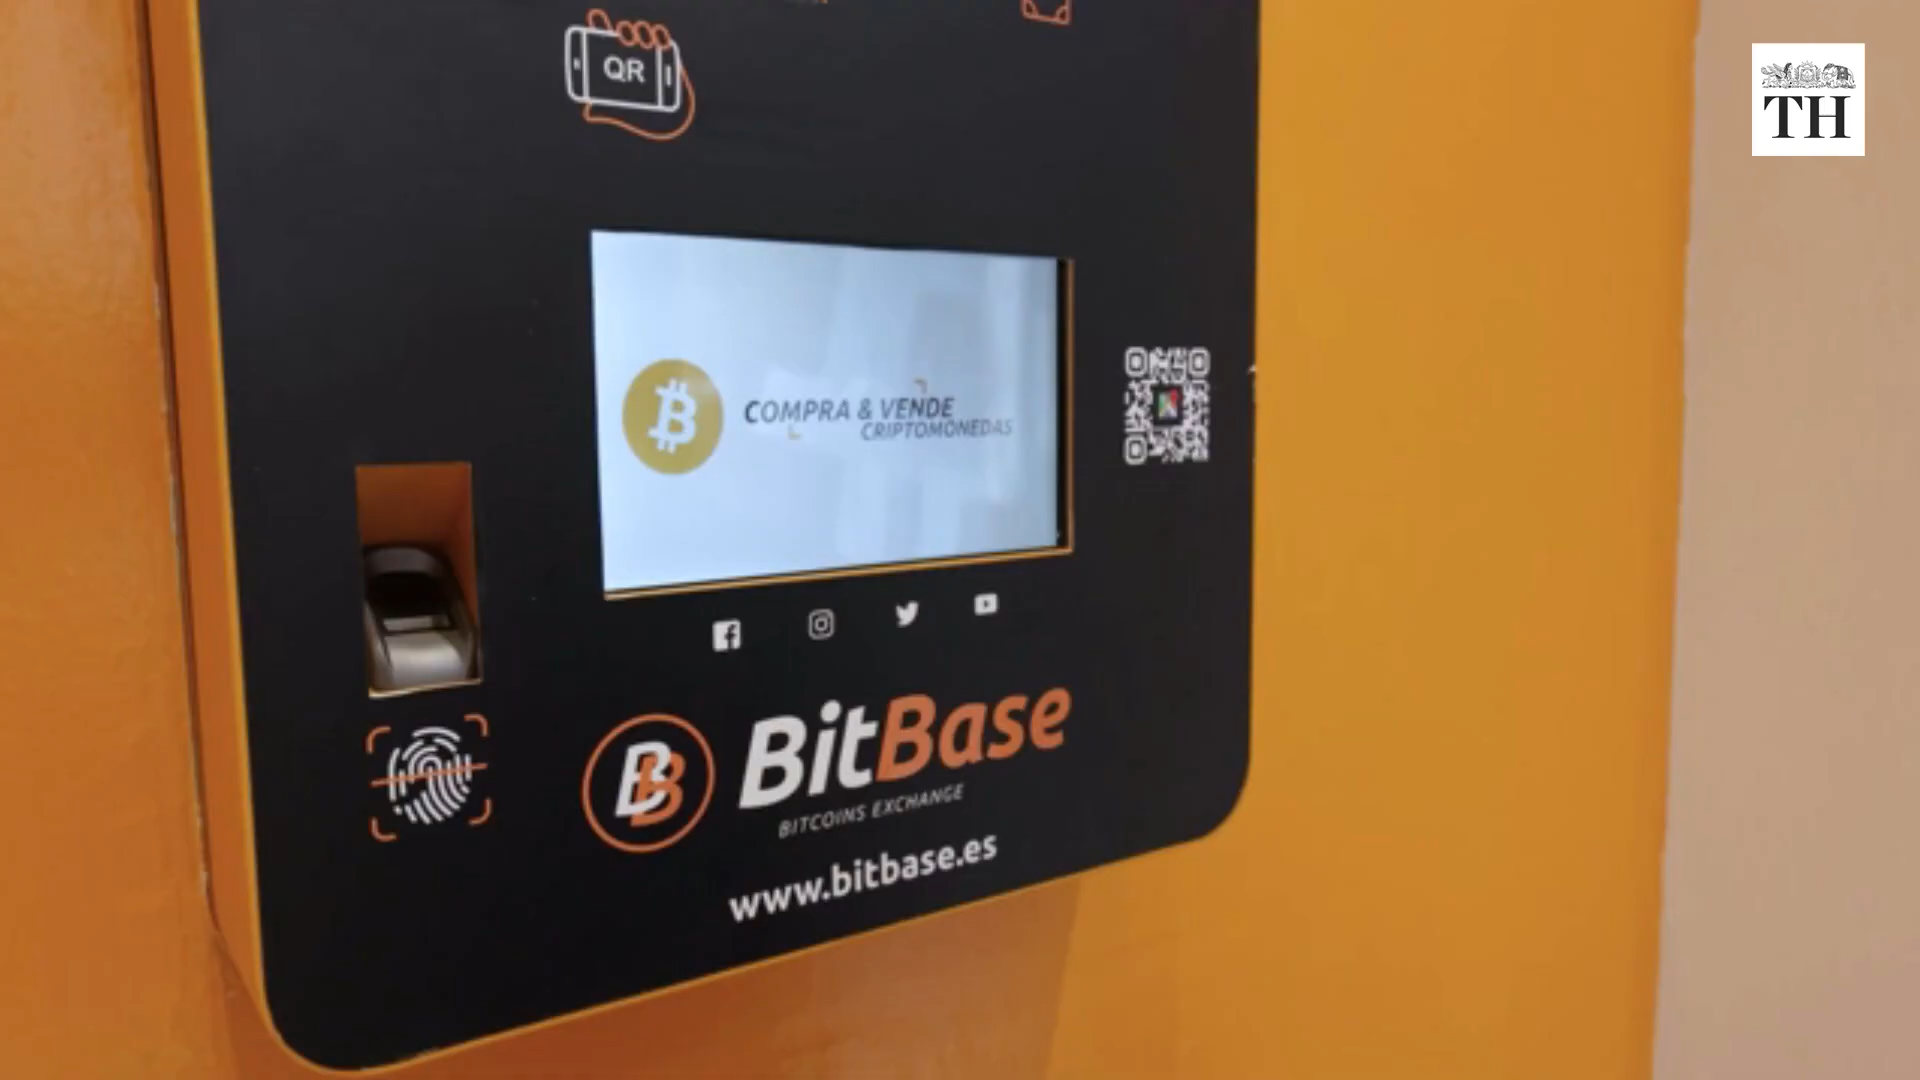 QR
TH
COMPRA & VENDE
CRIPTOMONEDAS
BitBase
BITCOINS EXCHANGE
www.bitbase.es